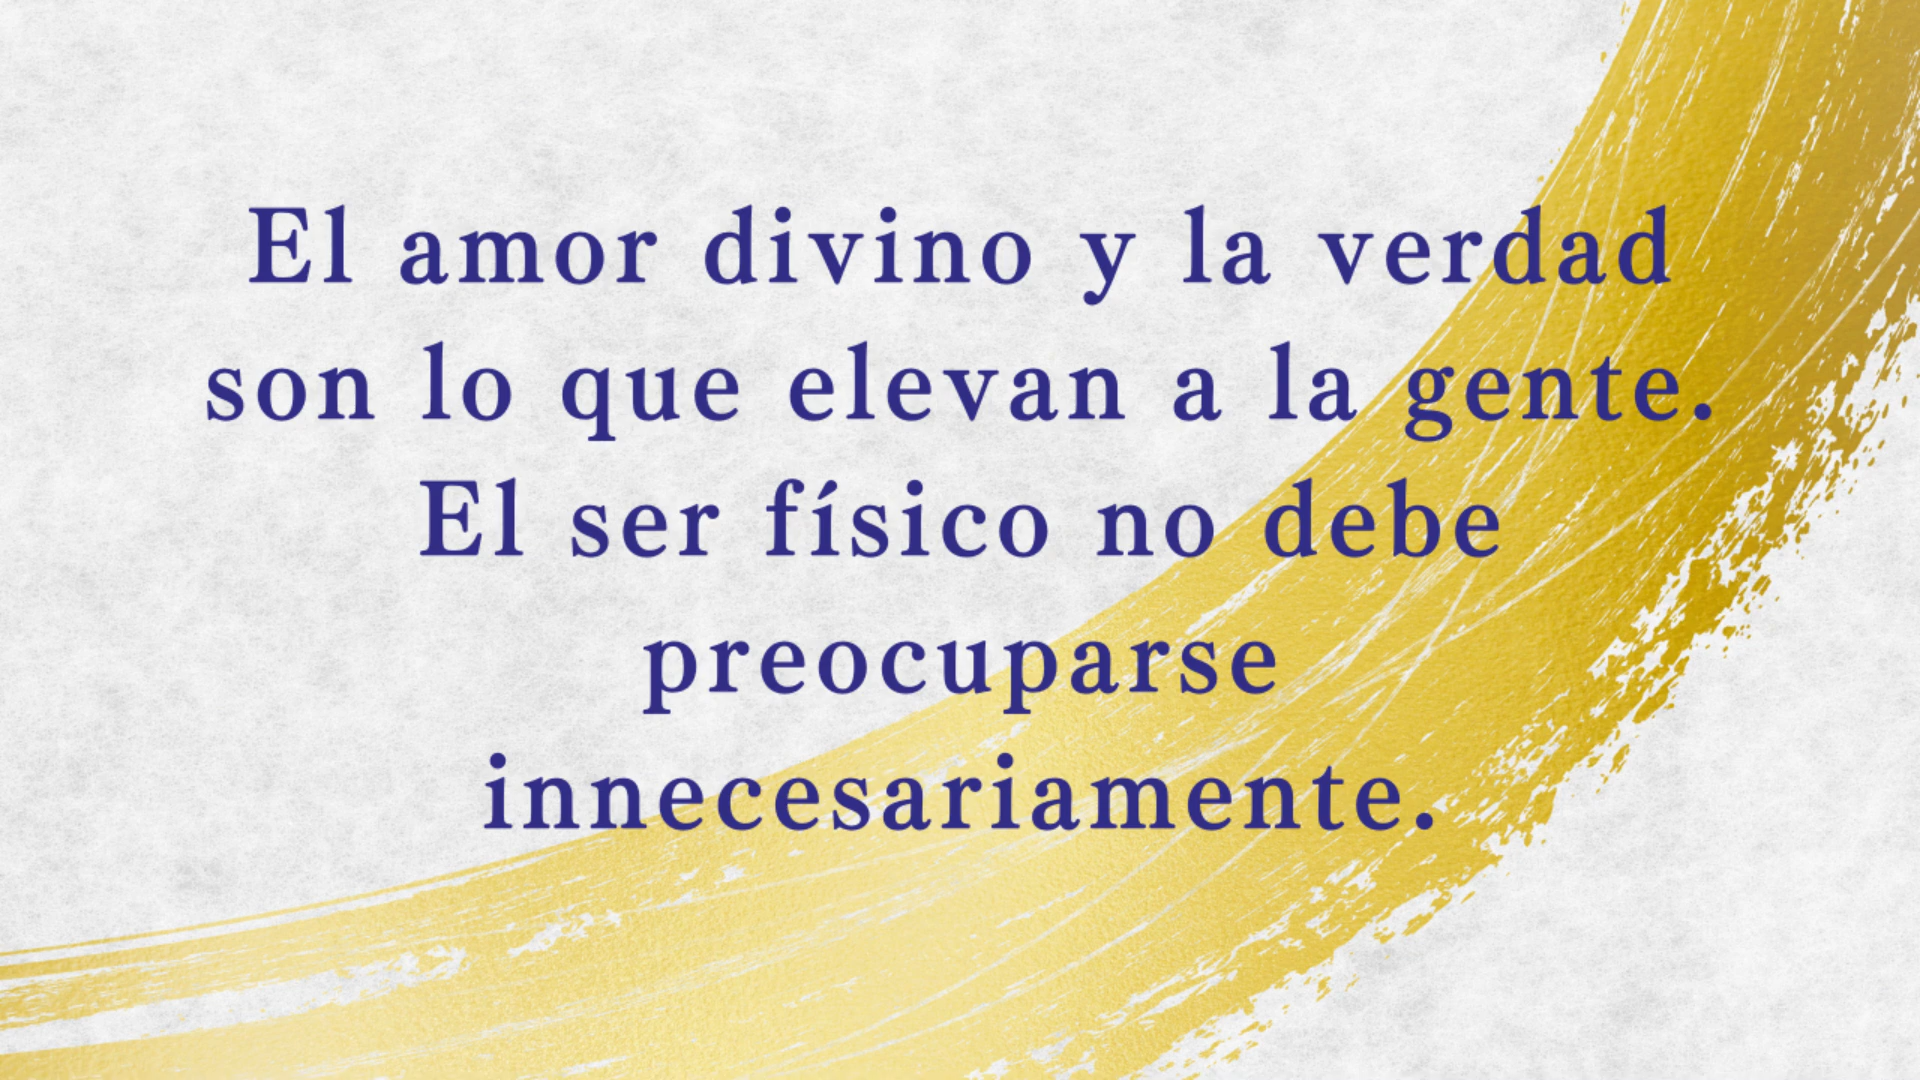 El amor divino y la verdad
son lo que elevan a la gente.
El ser físico no debe
preocuparse
innecesariamente.